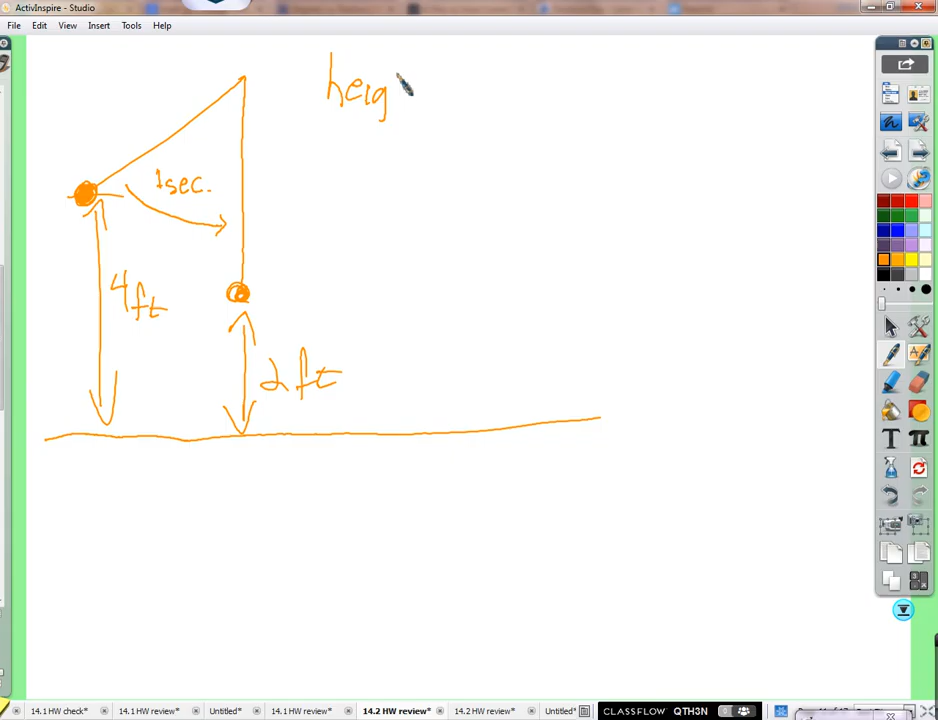 ActivInspire - Studio
File Edit View Insert Tools Help
heig
1sec.
4ft
2ft
14.1 HW check* 14.1 HW review* Untitled* 14.1 HW review* 14.2 HW review* 14.2 HW review* Untitled* CLASSFLOW QTH3N 0